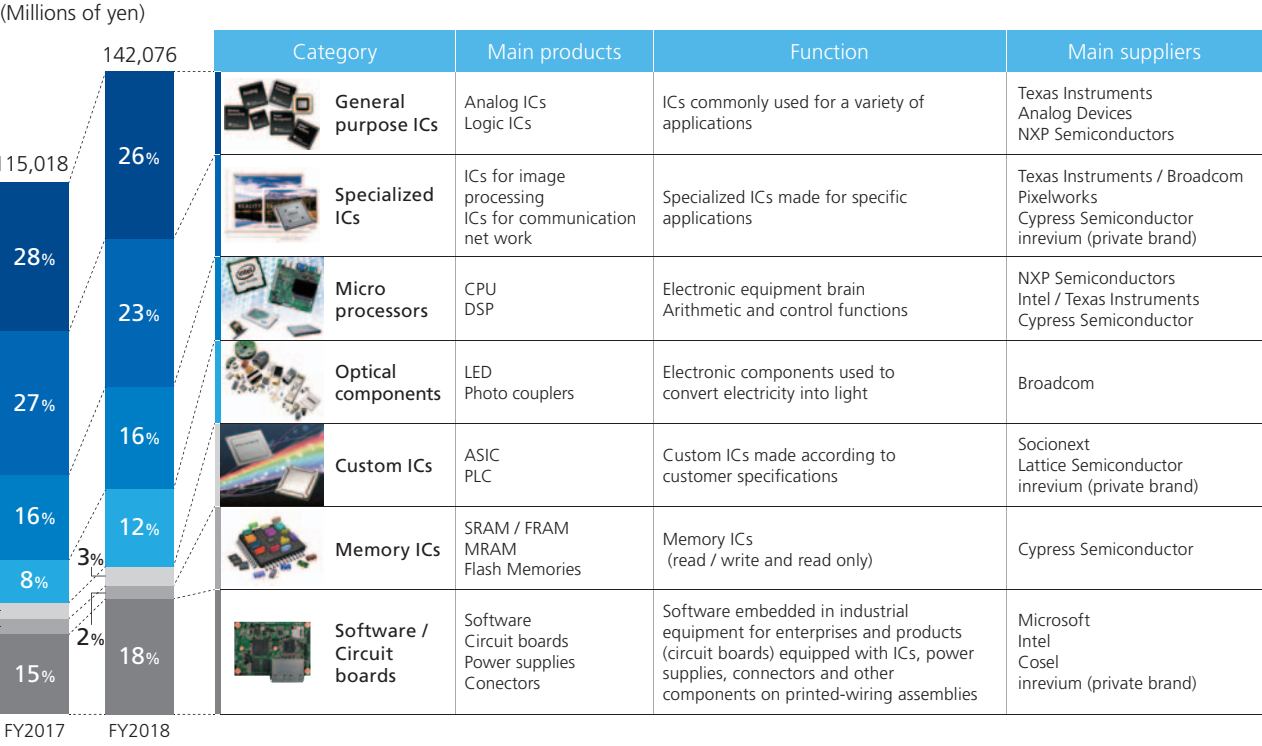 (Millions of yen)
142,076
115,018
28%
27%
16%
8%
15%
FY2017
26%
23%
16%
12%
3%
2%
18%
FY2018
Category
Main products
Function
Main suppliers
General
purpose ICs
Analog ICs
Logic ICs
ICs commonly used for a variety of
applications
Texas Instruments
Analog Devices
NXP Semiconductors
Specialized
ICs
ICs for image
processing
ICs for communication
net work
Specialized ICs made for specific
applications
Texas Instruments / Broadcom
Pixelworks
Cypress Semiconductor
inrevium (private brand)
Micro
processors
CPU
DSP
Electronic equipment brain
Arithmetic and control functions
NXP Semiconductors
Intel / Texas Instruments
Cypress Semiconductor
Optical
components
LED
Photo couplers
Electronic components used to
convert electricity into light
Broadcom
Custom ICs
ASIC
PLC
Custom ICs made according to
customer specifications
Socionext
Lattice Semiconductor
inrevium (private brand)
Memory ICs
SRAM / FRAM
MRAM
Flash Memories
Memory ICs
(read / write and read only)
Cypress Semiconductor
Software /
Circuit
boards
Software
Circuit boards
Power supplies
Conectors
Software embedded in industrial
equipment for enterprises and products
(circuit boards) equipped with ICs, power
supplies, connectors and other
components on printed-wiring assemblies
Microsoft
Intel
Cosel
inrevium (private brand)